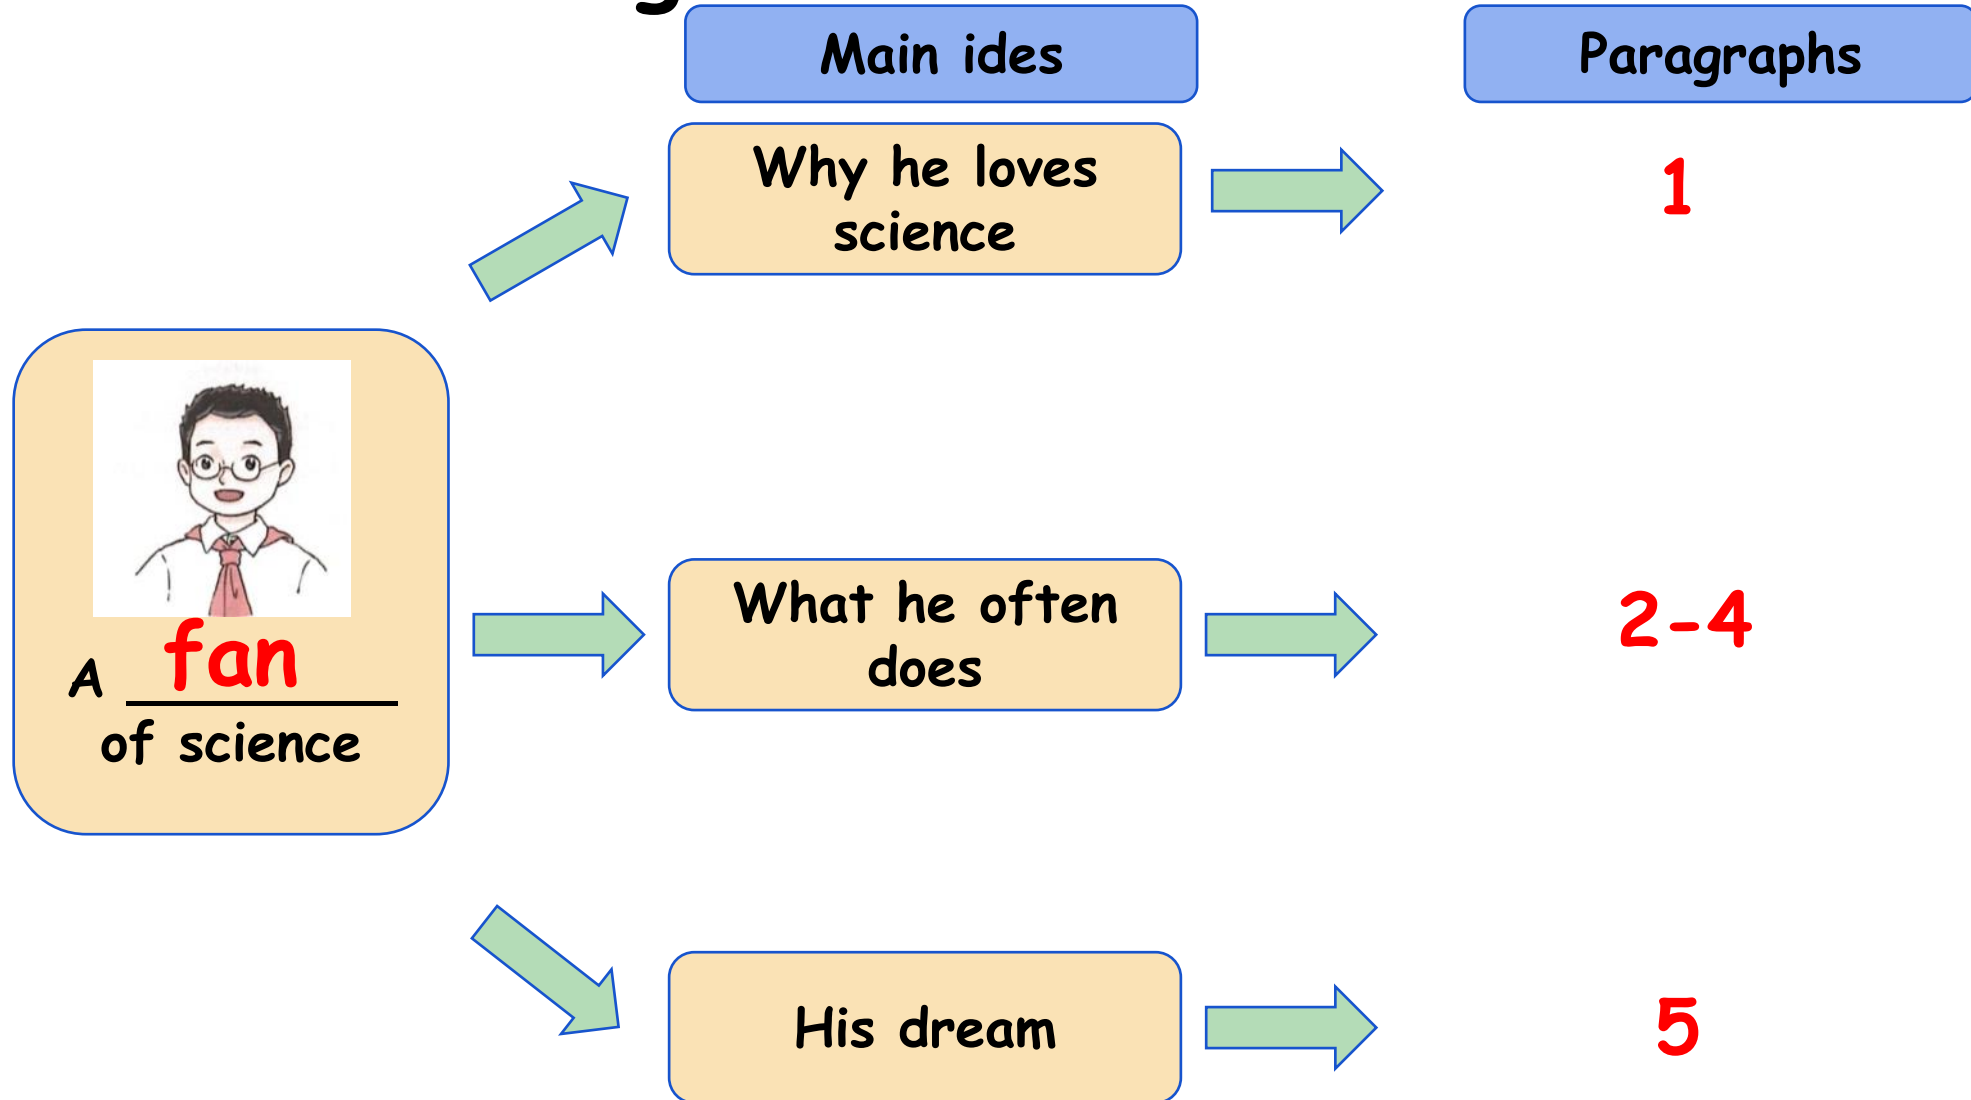 Main ides
Paragraphs
Why he loves
science
1
fan
A
of science
What he often
does
2-4
His dream
5